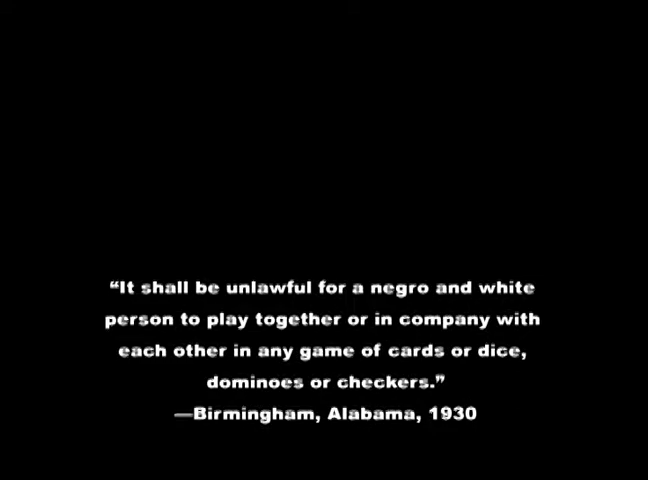 “It shall be unlawful for a negro and white
person to play together or in company with
each other in any game of cards or dice,
dominoes or checkers.”
—Birmingham, Alabama, 1930